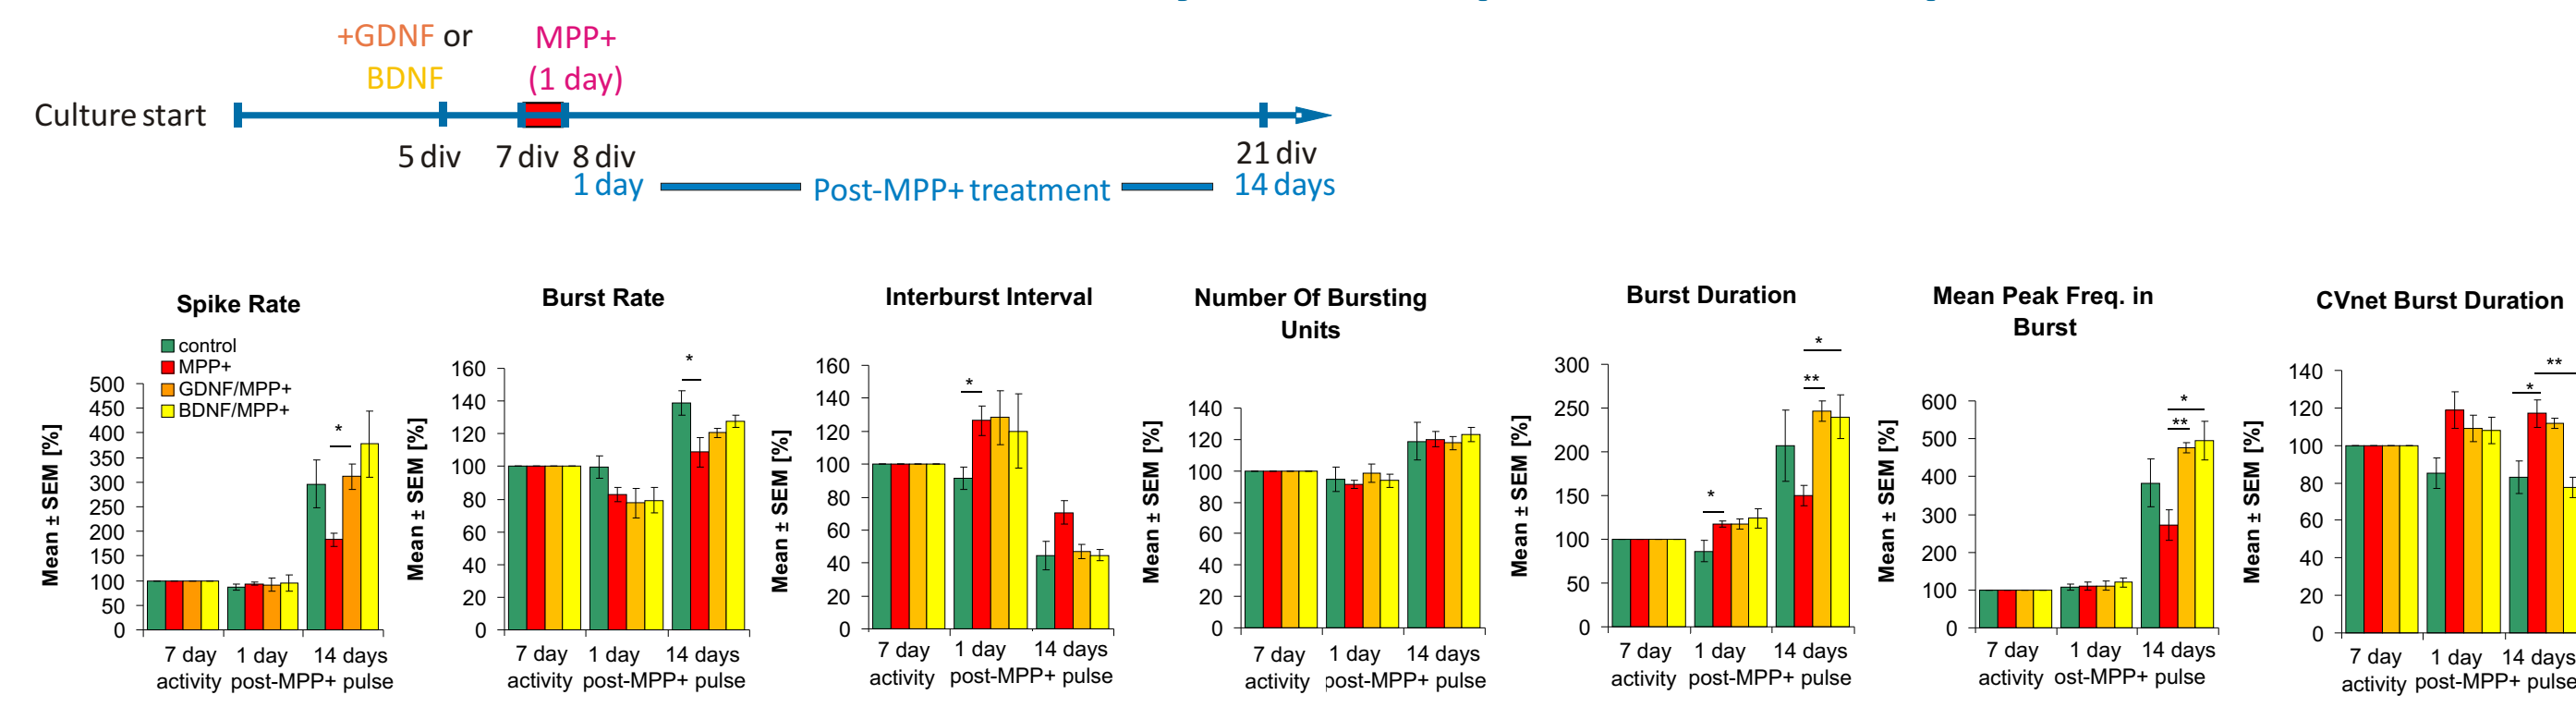 +GDNF or
BDNF
MPP+
(1 day)
Culture start
5 div
7 div
8 div
21 div
1 day
Post-MPP+ treatment
14 days
Spike Rate
control
MPP+
GDNF/MPP+
BDNF/MPP+
Mean ± SEM [%]
500
450
400
350
300
250
200
150
100
50
0
*
7 day
activity
1 day
14 days
post-MPP+ pulse
Burst Rate
Mean ± SEM [%]
160
140
120
100
80
60
40
20
0
*
7 day
activity
1 day
14 days
post-MPP+ pulse
Interburst Interval
Mean ± SEM [%]
160
140
120
100
80
60
40
20
0
*
7 day
activity
1 day
14 days
post-MPP+ pulse
Number Of Bursting
Units
Mean ± SEM [%]
140
120
100
80
60
40
20
0
7 day
activity
1 day
14 days
post-MPP+ pulse
Burst Duration
Mean ± SEM [%]
300
250
200
150
100
50
0
*
*
**
7 day
activity
1 day
14 days
post-MPP+ pulse
Mean Peak Freq. in
Burst
Mean ± SEM [%]
600
500
400
300
200
100
0
*
**
7 day
activity
1 day
14 days
ost-MPP+ pulse
CVnet Burst Duration
Mean ± SEM [%]
140
120
100
80
60
40
20
0
**
*
7 day
activity
1 day
14 days
post-MPP+ pulse